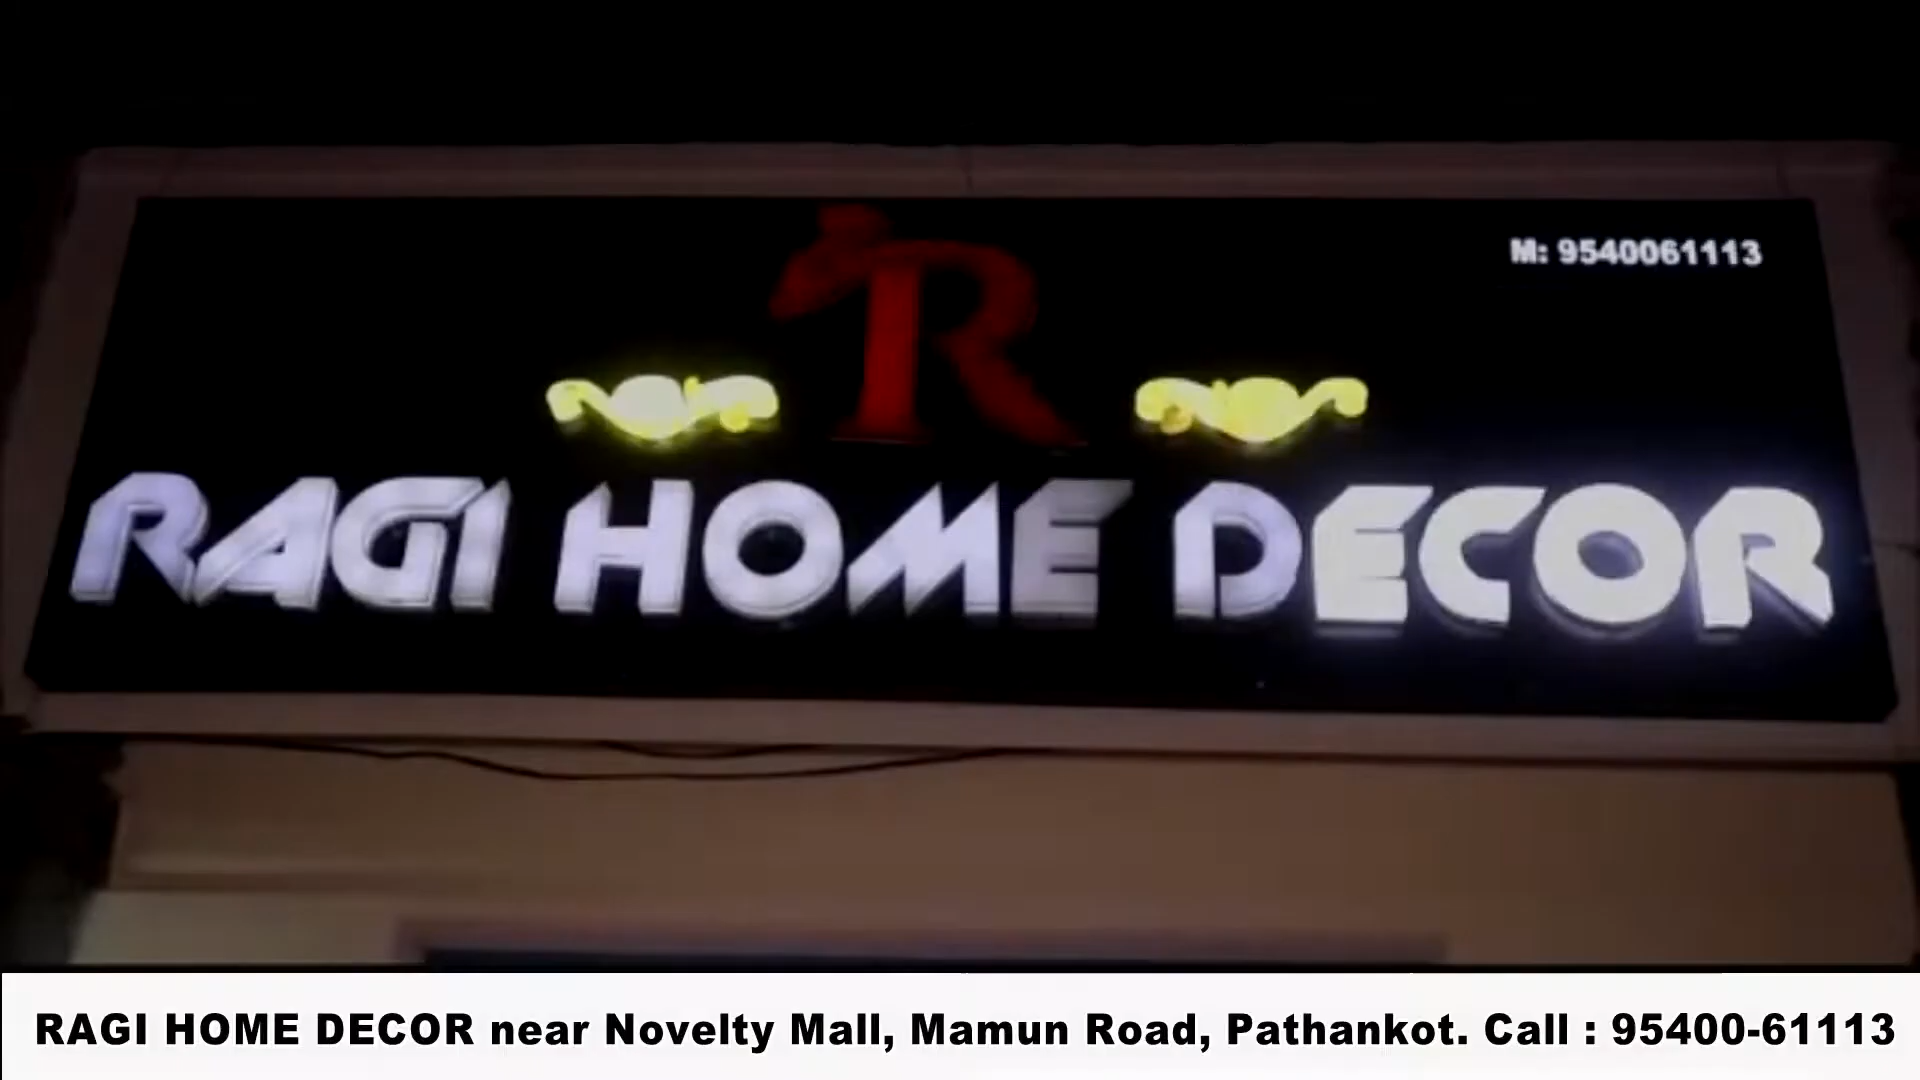 R
M: 9540061113
RAGI HOME DECOR
RAGI HOME DECOR near Novelty Mall, Mamun Road, Pathankot. Call : 95400-61113